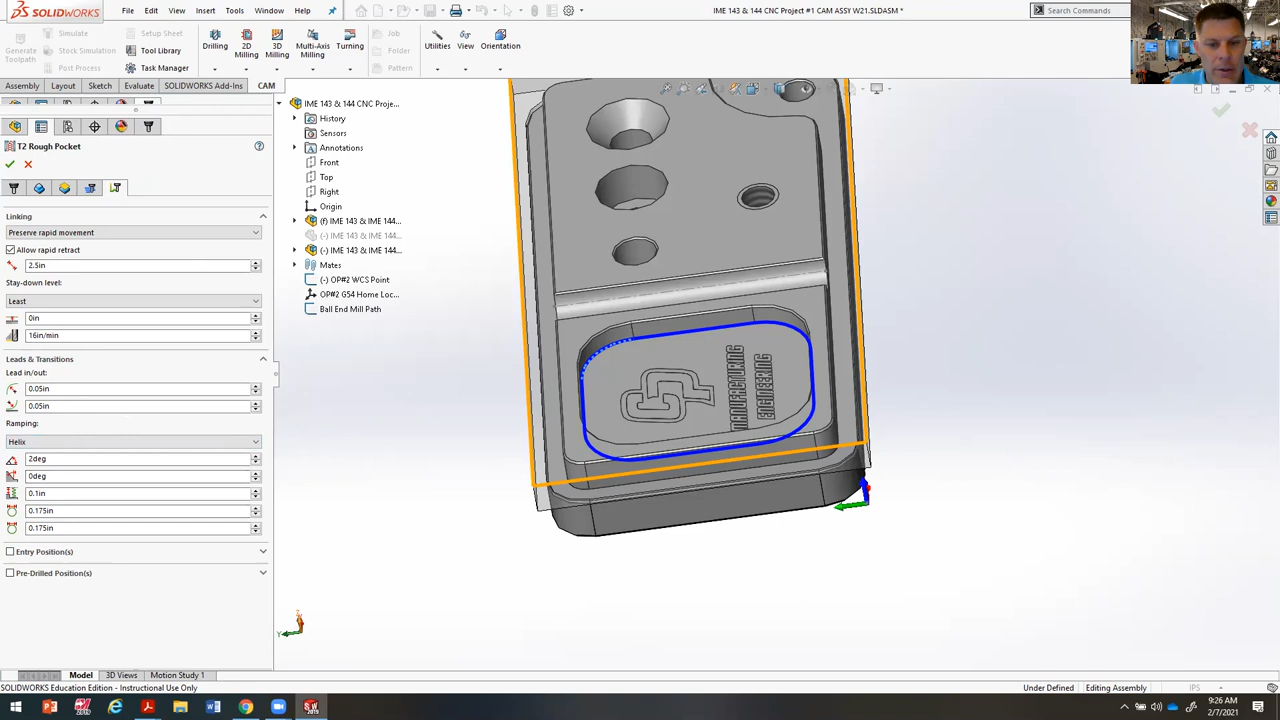 SOLIDWORKS
File Edit View Insert Tools Window Help
IME 143 & 144 CNC Project #1 CAM ASSY W21.SLDASM *
Search Commands
Generate Toolpath
Simulate
Stock Simulation
Post Process
Setup Sheet
Tool Library
Task Manager
Drilling
2D Milling
3D Milling
Multi-Axis Milling
Turning
Job
Folder
Pattern
Utilities
View
Orientation
Assembly Layout Sketch Evaluate SOLIDWORKS Add-Ins CAM
T2 Rough Pocket
Linking
Preserve rapid movement
Allow rapid retract
2.5in
Stay-down level:
Least
0in
16in/min
Leads & Transitions
Lead in/out:
0.05in
0.05in
Ramping:
Helix
2deg
0deg
0.1in
0.175in
0.175in
Entry Position(s)
Pre-Drilled Position(s)
IME 143 & 144 CNC Proje...
History
Sensors
Annotations
Front
Top
Right
Origin
(f) IME 143 & IME 144...
(-) IME 143 & IME 144...
(-) IME 143 & IME 144...
Mates
(-) OP#2 WCS Point
OP#2 G54 Home Loc...
Ball End Mill Path
CP
MANUFACTURING
ENGINEERING
Z
Y
Model 3D Views Motion Study 1
SOLIDWORKS Education Edition - Instructional Use Only
Under Defined Editing Assembly IPS
9:26 AM
2/7/2021